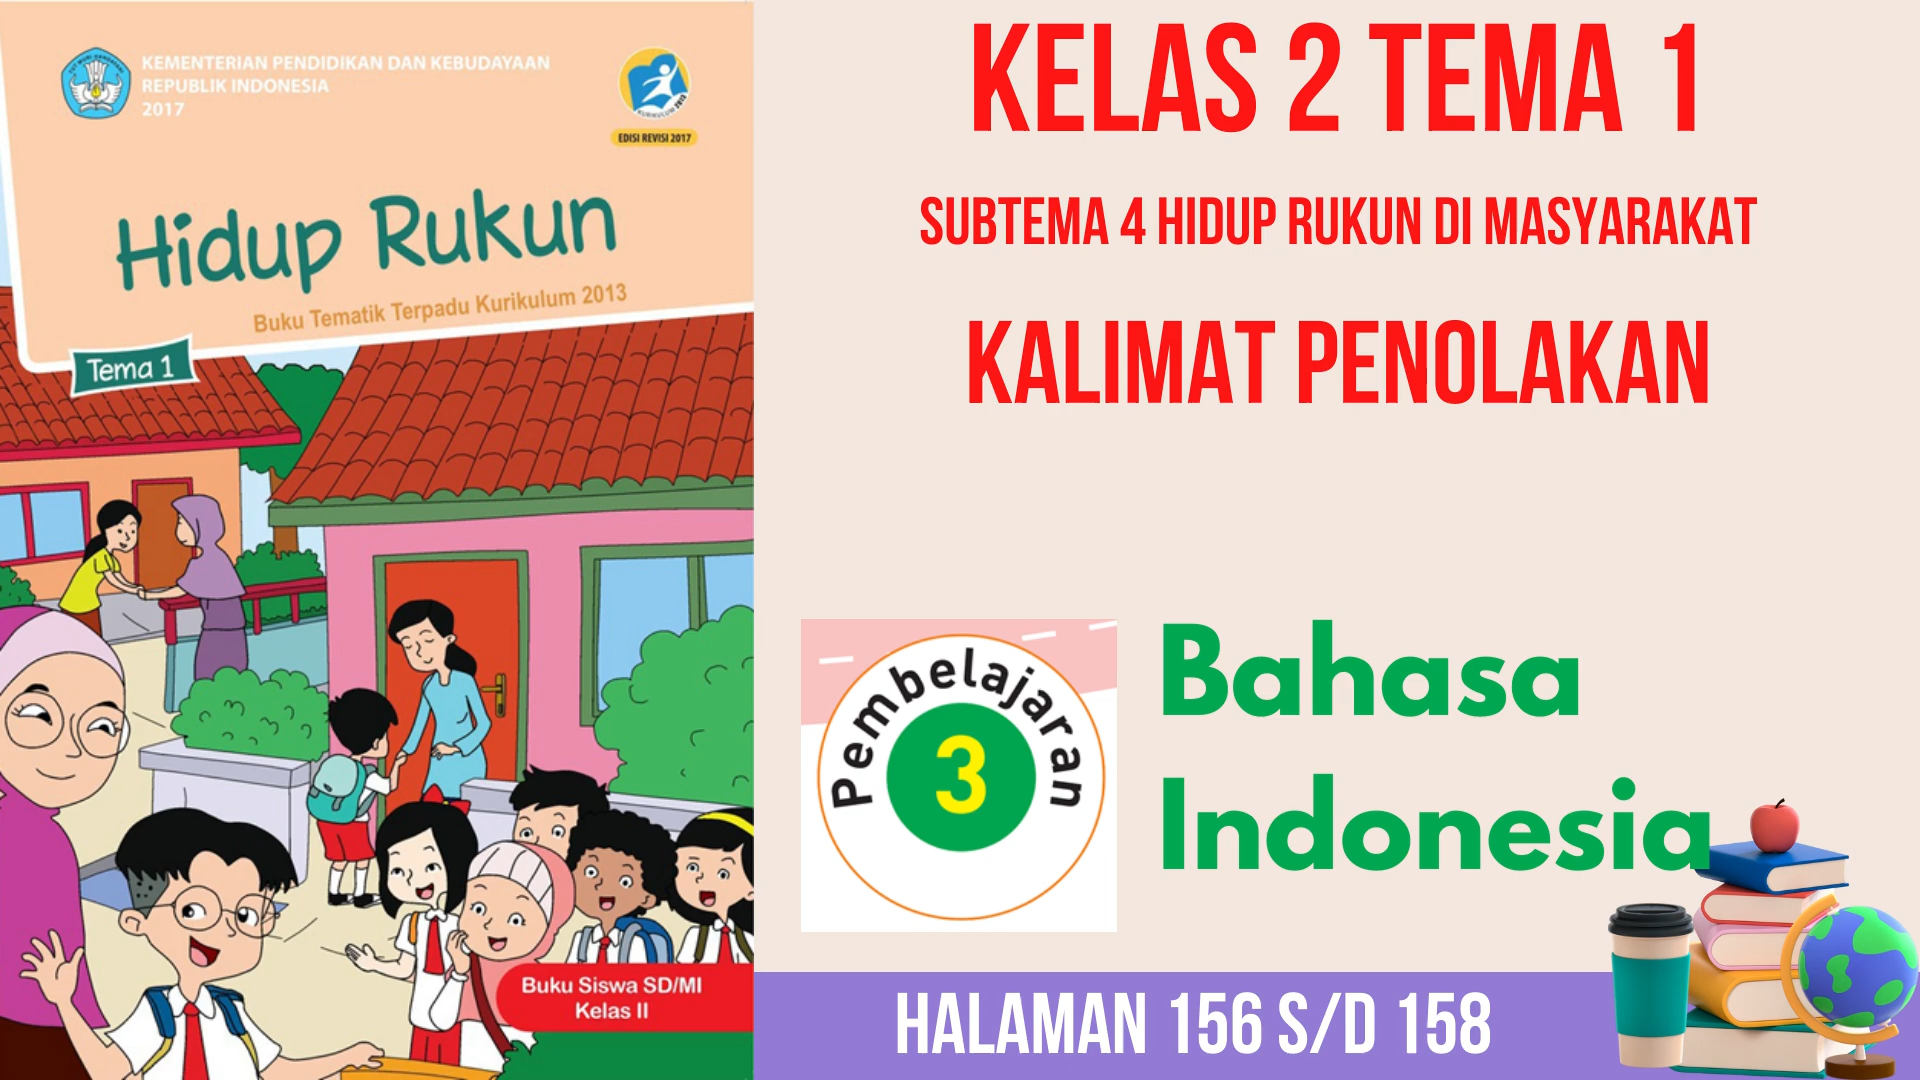 KEMENTERIAN PENDIDIKAN DAN KEBUDAYAAN
REPUBLIK INDONESIA
2017
KURIKULUM 2013
EDISI REVISI 2017
Hidup Rukun
Buku Tematik Terpadu Kurikulum 2013
Tema 1
Buku Siswa SD/MI
Kelas II
KELAS 2 TEMA 1
SUBTEMA 4 HIDUP RUKUN DI MASYARAKAT
KALIMAT PENOLAKAN
Pembelajaran
3
Bahasa
Indonesia
HALAMAN 156 S/D 158